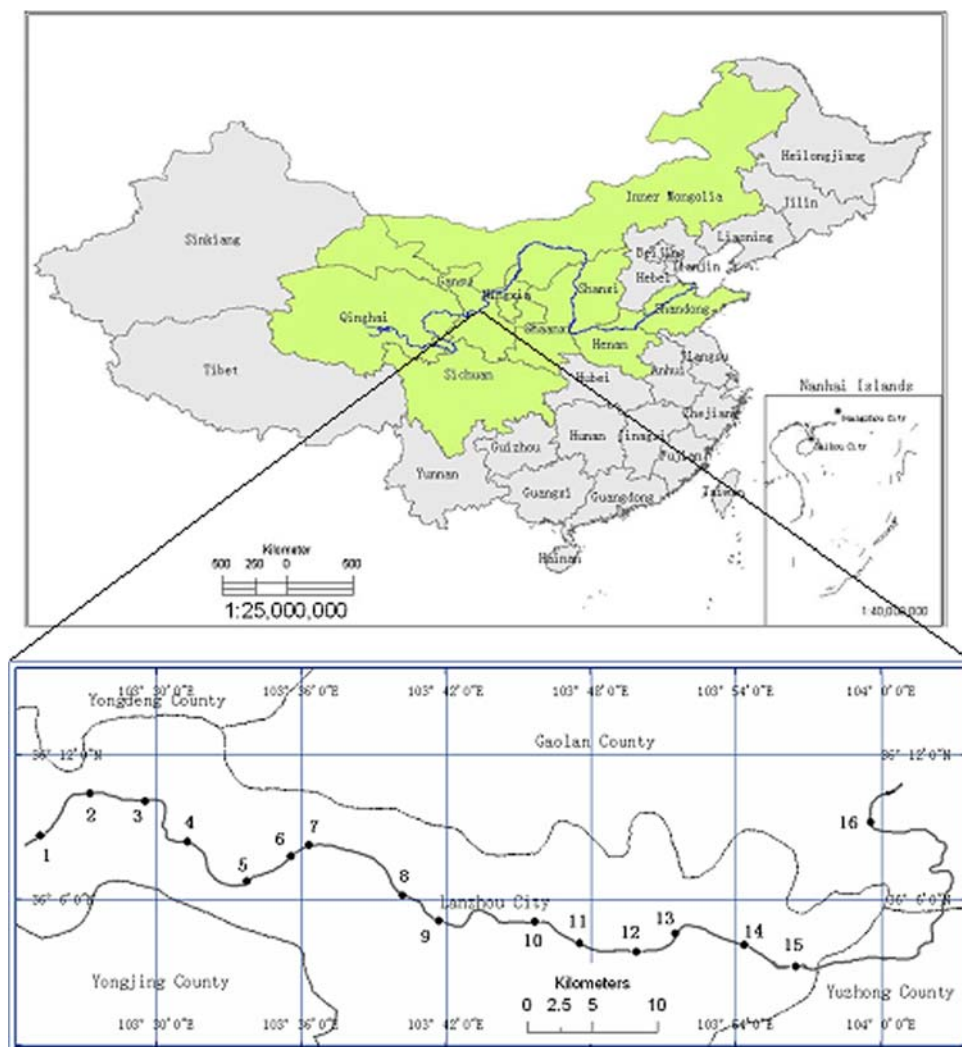 Heilongjiang
Inner Mongolia
Jilin
Liaoning
Sinkiang
Beijing
Tianjin
Hebei
Gansu
Ningxia
Shanxi
Shandong
Qinghai
Shaanxi
Henan
Jiangsu
Tibet
Sichuan
Anhui
Hubei
Nanhai Islands
Zhejiang
Hunan
Jiangxi
Guizhou
Fujian
Yunnan
Guangxi
Guangdong
Taiwan
Hainan
Haikou City
Kilometer
500 250 0 500
1:25,000,000
1:40,000,000
103° 30' 0"E 103° 36' 0"E 103° 42' 0"E 103° 48' 0"E 103° 54' 0"E 104° 0' 0"E
Yongdeng County
Gaolan County
36° 12' 0"N 36° 12' 0"N
1
2
3
4
5
6
7
8
9
10
11
12
13
14
15
16
36° 6' 0"N 36° 6' 0"N
Lanzhou City
Yongjing County
Kilometers
0 2.5 5 10
Yuzhong County
103° 30' 0"E 103° 36' 0"E 103° 42' 0"E 103° 54' 0"E 104° 0' 0"E